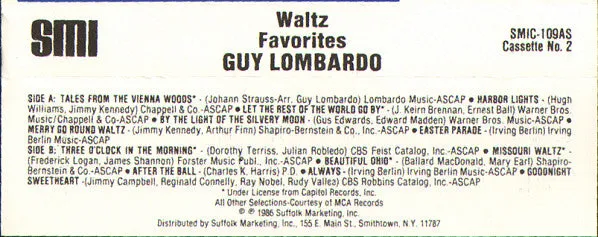 smi
Waltz
Favorites
GUY LOMBARDO
SMIC-109AS
Cassette No. 2
SIDE A: TALES FROM THE VIENNA WOODS* - (Johann Strauss-Arr. Guy Lombardo) Lombardo Music-ASCAP • HARBOR LIGHTS - (Hugh
Williams, Jimmy Kennedy) Chappell & Co.-ASCAP • LET THE REST OF THE WORLD GO BY* - (J. Keirn Brennan, Ernest Ball) Warner Bros.
Music/Chappell & Co-ASCAP • BY THE LIGHT OF THE SILVERY MOON - (Gus Edwards, Edward Madden) Warner Bros. Music-ASCAP •
MERRY GO ROUND WALTZ - (Jimmy Kennedy, Arthur Finn) Shapiro-Bernstein & Co., Inc.-ASCAP • EASTER PARADE - (Irving Berlin) Irving
Berlin Music-ASCAP
SIDE B: THREE O'CLOCK IN THE MORNING* - (Dorothy Terriss, Julian Robledo) CBS Feist Catalog, Inc.-ASCAP • MISSOURI WALTZ* -
(Frederick Logan, James Shannon) Forster Music Publ., Inc.-ASCAP • BEAUTIFUL OHIO* - (Ballard MacDonald, Mary Earl) Shapiro-
Bernstein & Co-ASCAP • AFTER THE BALL - (Charles K. Harris) P.D. • ALWAYS - (Irving Berlin) Irving Berlin Music-ASCAP • GOODNIGHT
SWEETHEART - (Jimmy Campbell, Reginald Connelly, Ray Nobel, Rudy Vallea) CBS Robbins Catalog, Inc.-ASCAP
* Under License from Capitol Records, Inc.
All Other Selections-Courtesy of MCA Records
© ℗ 1986 Suffolk Marketing, Inc.
Distributed by Suffolk Marketing, Inc., 155 E. Main St., Smithtown, N.Y. 11787